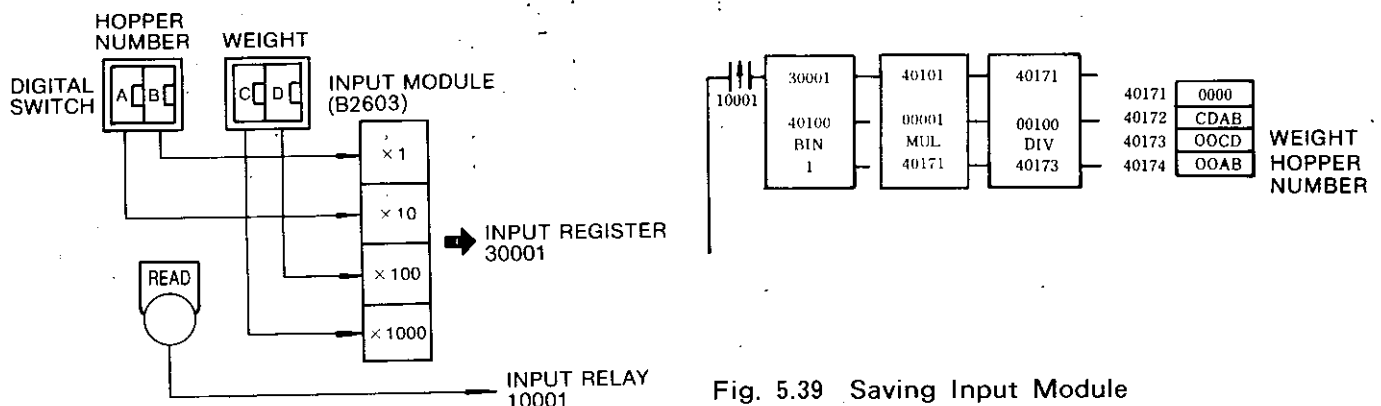 HOPPER
NUMBER
WEIGHT
DIGITAL
SWITCH
A
B
C
D
INPUT MODULE
(B2603)
× 1
× 10
× 100
× 1000
INPUT REGISTER
30001
READ
INPUT RELAY
10001
10001
30001
40100
BIN
1
40101
00001
MUL
40171
40171
00100
DIV
40173
40171 0000
40172 CDAB
40173 OOCD WEIGHT
40174 OOAB HOPPER
NUMBER
Fig. 5.39 Saving Input Module